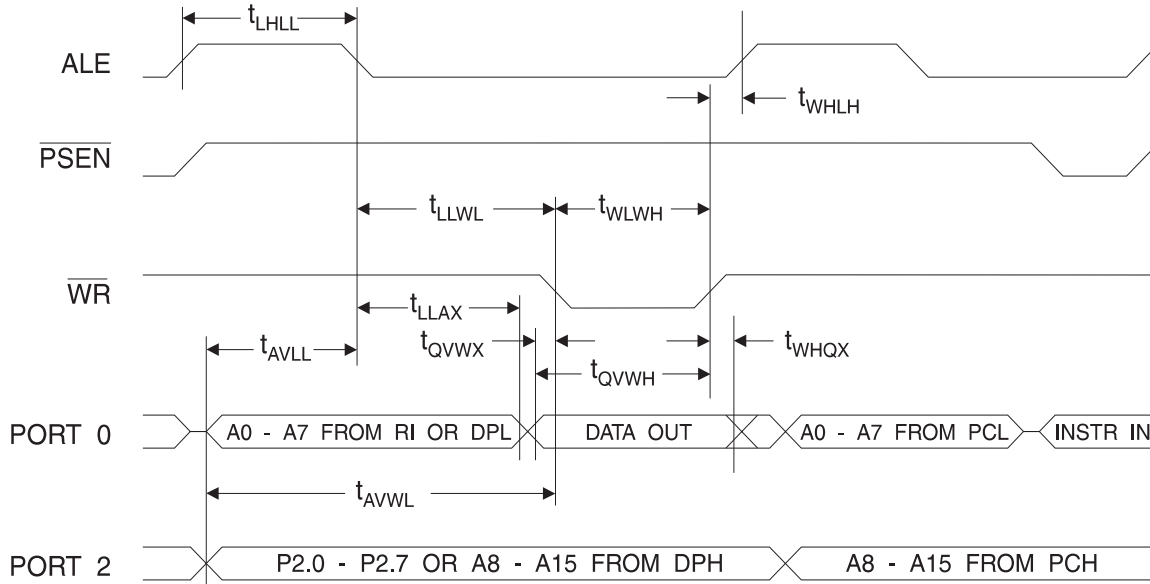 tLHLL
ALE
tWHLH
PSEN
tLLWL
tWLWH
WR
tLLAX
tAVLL
tQVWX
tWHQX
tQVWH
PORT 0
A0 - A7 FROM RI OR DPL
DATA OUT
A0 - A7 FROM PCL
INSTR IN
tAVWL
PORT 2
P2.0 - P2.7 OR A8 - A15 FROM DPH
A8 - A15 FROM PCH